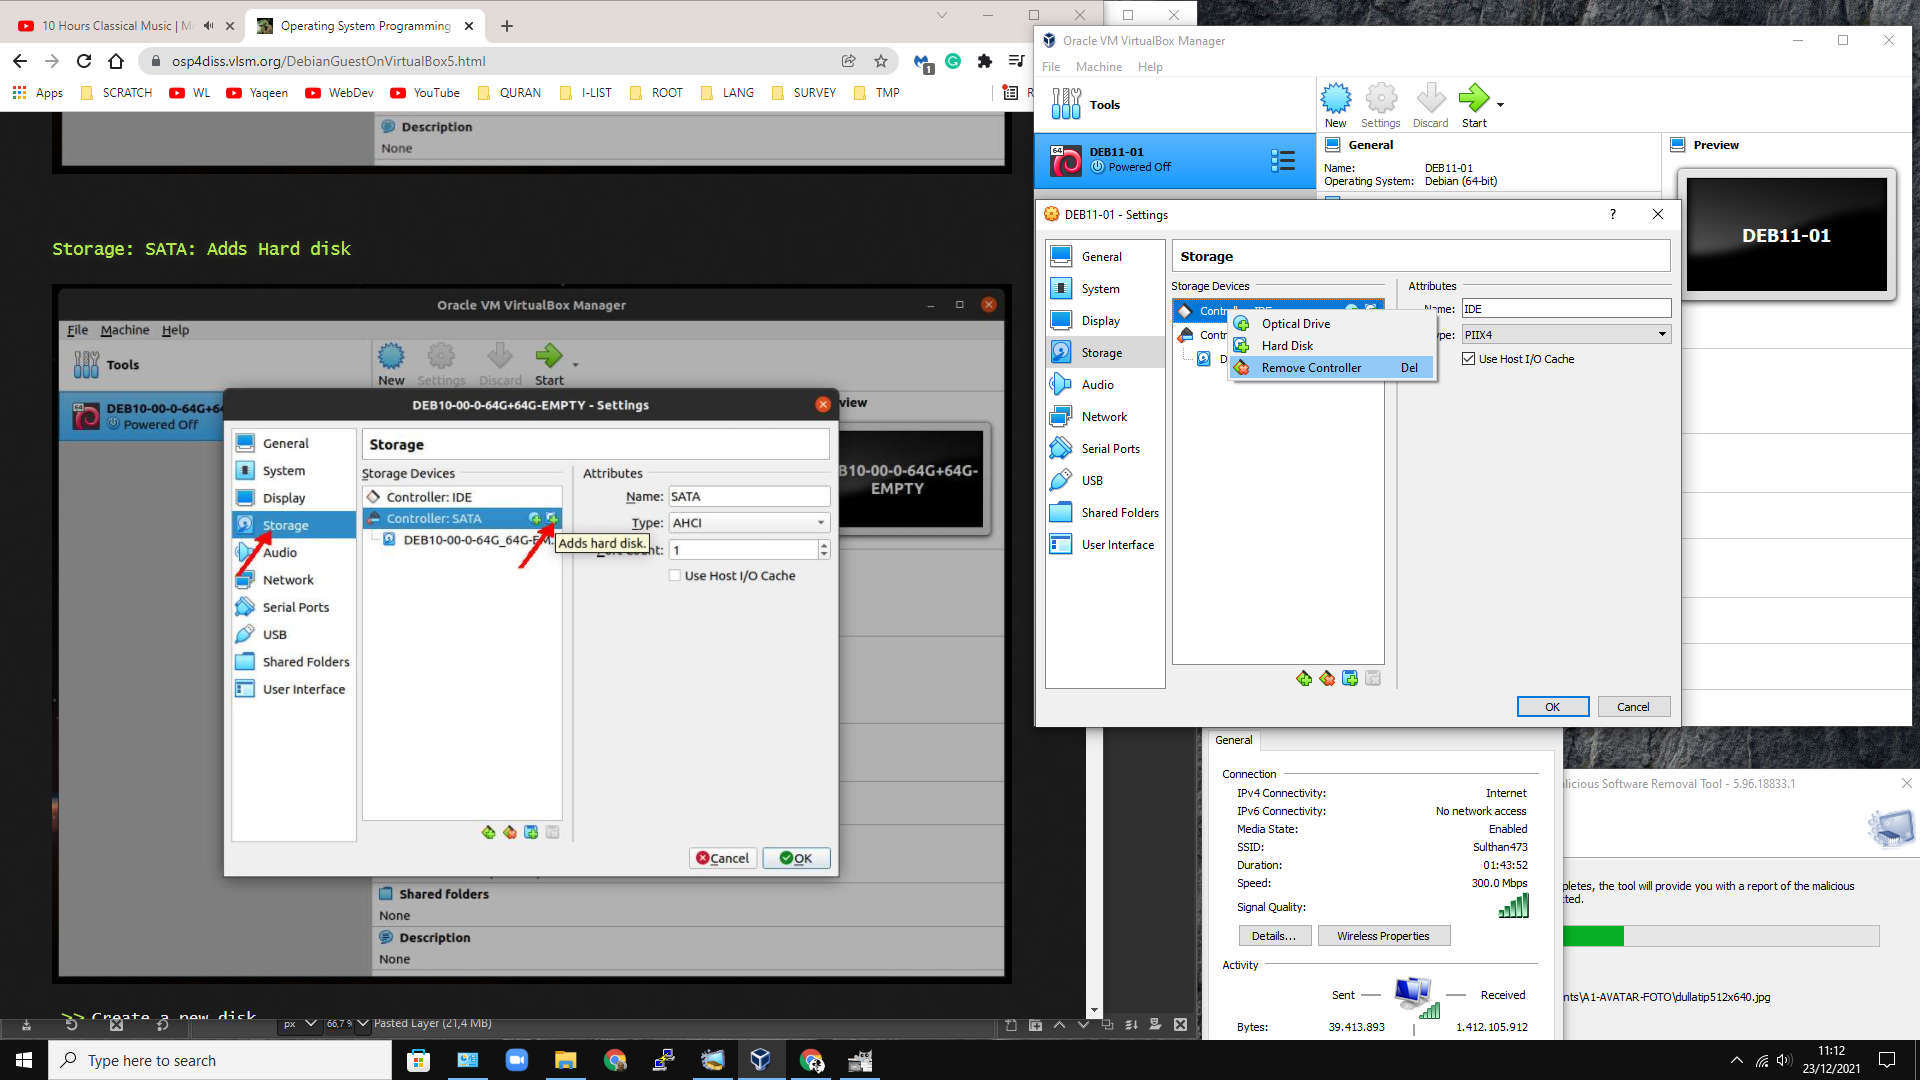 10 Hours Classical Music | M
Operating System Programming
osp4diss.vlsm.org/DebianGuestOnVirtualBox5.html
1
Apps
SCRATCH
WL
Yaqeen
WebDev
YouTube
QURAN
I-LIST
ROOT
LANG
SURVEY
TMP
R
Description
None
Storage: SATA: Adds Hard disk
Oracle VM VirtualBox Manager
File Machine Help
Tools
New Settings Discard Start
DEB10-00-0-64G+64
Powered Off
view
DEB10-00-0-64G+64G-EMPTY - Settings
B10-00-0-64G+64G-
EMPTY
General
System
Display
Storage
Audio
Network
Serial Ports
USB
Shared Folders
User Interface
Storage
Storage Devices
Controller: IDE
Controller: SATA
DEB10-00-0-64G_64G-EM...
Adds hard disk.
Attributes
Name: SATA
Type: AHCI
count: 1
Use Host I/O Cache
Cancel
OK
Shared folders
None
Description
None
>> Create a new disk
px
66,7 9
Pasted Layer (21,4 MB)
Oracle VM VirtualBox Manager
File Machine Help
Tools
New Settings Discard Start
64
DEB11-01
Powered Off
General
Name: DEB11-01
Operating System: Debian (64-bit)
Preview
DEB11-01
DEB11-01 - Settings
?
General
System
Display
Storage
Audio
Network
Serial Ports
USB
Shared Folders
User Interface
Storage
Storage Devices
Contr
Contr
D
Optical Drive
Hard Disk
Remove Controller Del
Attributes
Name: IDE
ype: PIIX4
Use Host I/O Cache
OK
Cancel
General
Connection
IPv4 Connectivity: Internet
IPv6 Connectivity: No network access
Media State: Enabled
SSID: Sulthan473
Duration: 01:43:52
Speed: 300.0 Mbps
Signal Quality:
Details...
Wireless Properties
Activity
Sent
Received
Bytes: 39.413.893 | 1.412.105.912
licious Software Removal Tool - 5.96.18833.1
pletes, the tool will provide you with a report of the malicious
cted.
nts\A1-AVATAR-FOTO\dullatip512x640.jpg
Type here to search
11:12
23/12/2021